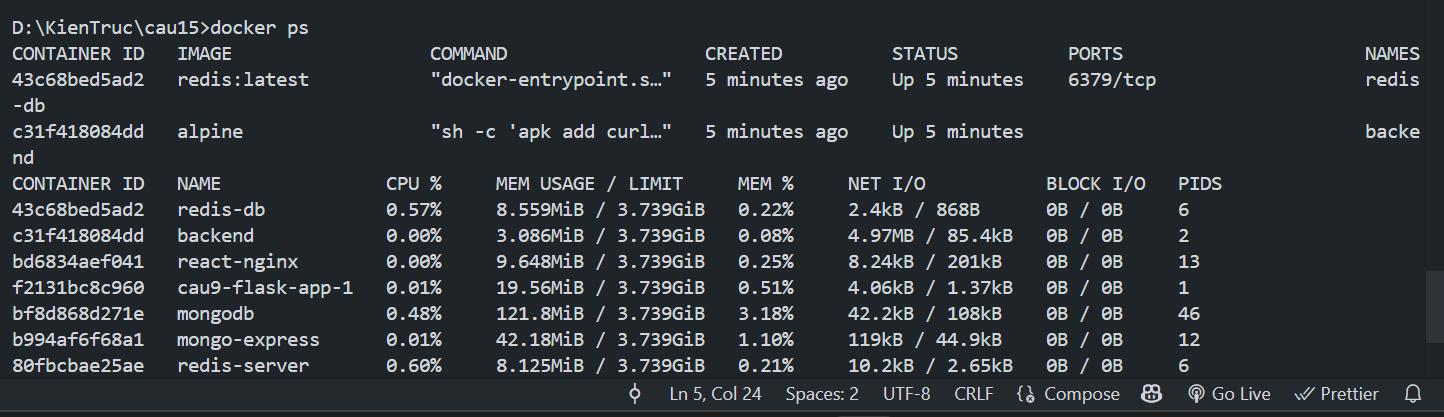 D:\KienTruc\cau15>docker ps
CONTAINER ID   IMAGE                  COMMAND                  CREATED         STATUS          PORTS                      NAMES
43c68bed5ad2   redis:latest           "docker-entrypoint.s…"   5 minutes ago   Up 5 minutes    6379/tcp                   redis
-db
c31f418084dd   alpine                 "sh -c 'apk add curl…"   5 minutes ago   Up 5 minutes                               backe
nd
CONTAINER ID   NAME               CPU %     MEM USAGE / LIMIT     MEM %     NET I/O           BLOCK I/O   PIDS
43c68bed5ad2   redis-db           0.57%     8.559MiB / 3.739GiB   0.22%     2.4kB / 868B      0B / 0B     6
c31f418084dd   backend            0.00%     3.086MiB / 3.739GiB   0.08%     4.97MB / 85.4kB   0B / 0B     2
bd6834aef041   react-nginx        0.00%     9.648MiB / 3.739GiB   0.25%     8.24kB / 201kB    0B / 0B     13
f2131bc8c960   cau9-flask-app-1   0.01%     19.56MiB / 3.739GiB   0.51%     4.06kB / 1.37kB   0B / 0B     1
bf8d868d271e   mongodb            0.48%     121.8MiB / 3.739GiB   3.18%     42.2kB / 108kB    0B / 0B     46
b994af6f68a1   mongo-express      0.01%     42.18MiB / 3.739GiB   1.10%     119kB / 44.9kB    0B / 0B     12
80fbcbae25ae   redis-server       0.60%     8.125MiB / 3.739GiB   0.21%     10.2kB / 2.65kB   0B / 0B     6
Ln 5, Col 24   Spaces: 2   UTF-8   CRLF   Compose   Go Live   Prettier